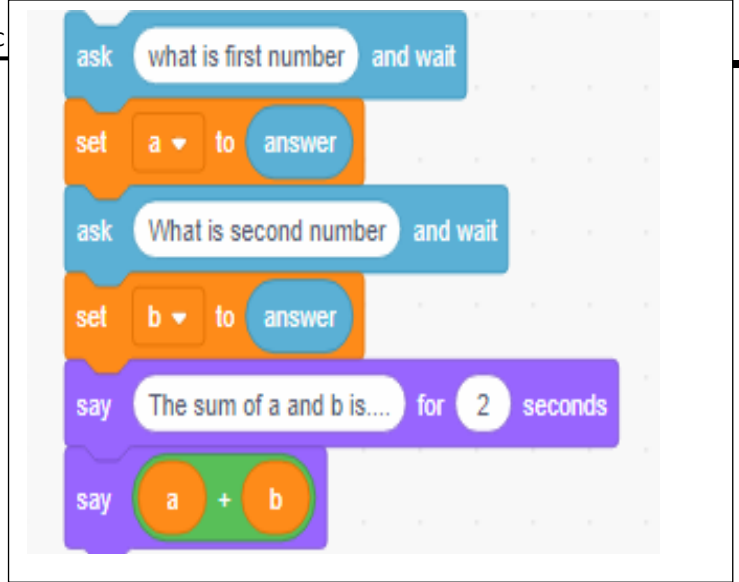 c
ask what is first number and wait
set a to answer
ask What is second number and wait
set b to answer
say The sum of a and b is.... for 2 seconds
say a + b